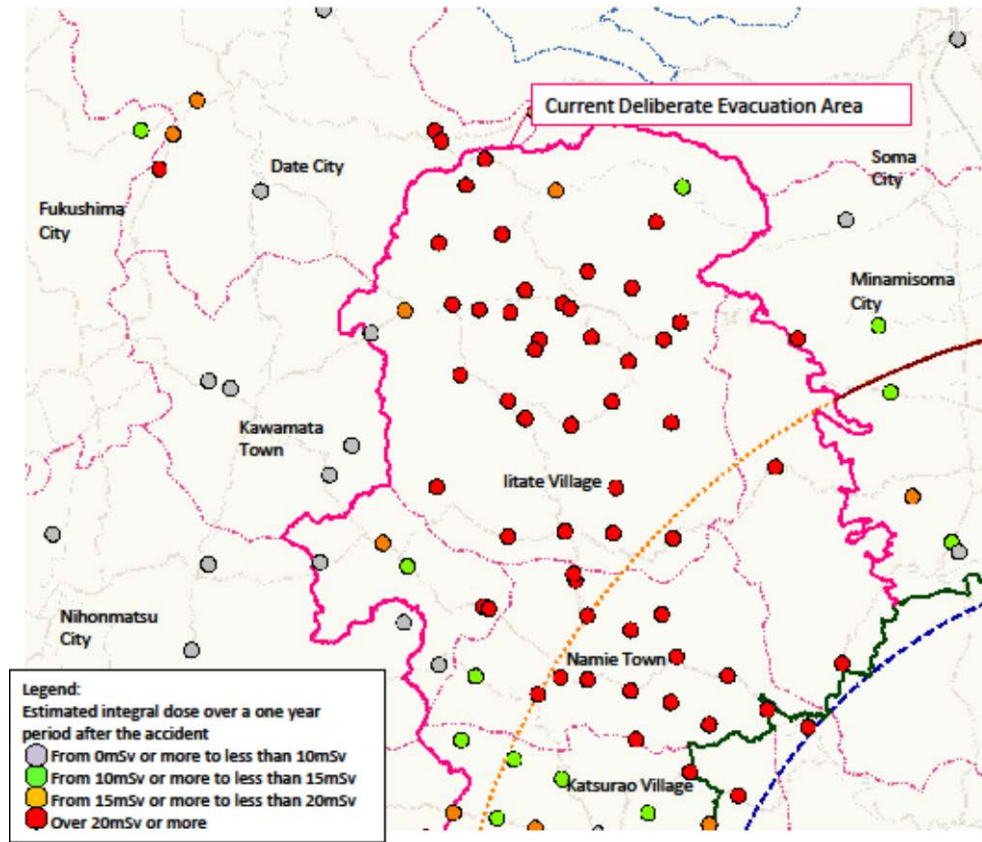 Current Deliberate Evacuation Area
Soma
City
Date City
Fukushima
City
Minamisoma
City
Kawamata
Town
Iitate Village
Nihonmatsu
City
Namie Town
Katsurao Village
Legend:
Estimated integral dose over a one year
period after the accident
From 0mSv or more to less than 10mSv
From 10mSv or more to less than 15mSv
From 15mSv or more to less than 20mSv
Over 20mSv or more